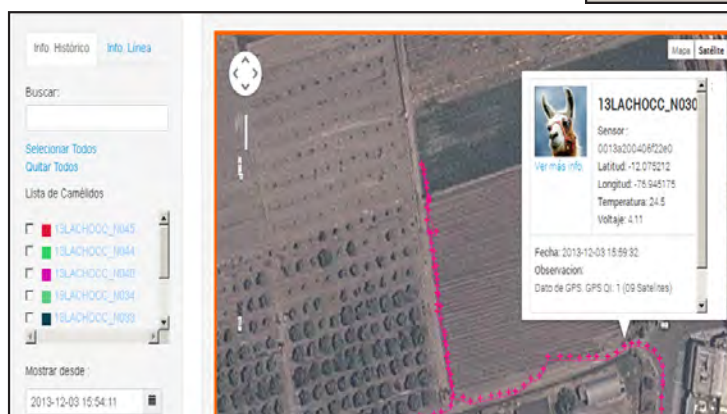 Info. Histórico
Info. Línea
Buscar:
Selecionar Todos
Quitar Todos
Lista de Camélidos
13LACHOCC_N045
13LACHOCC_N044
13LACHOCC_N040
13LACHOCC_N034
13LACHOCC_N033
Mostrar desde :
2013-12-03 15:54:11
Mapa
Satélite
13LACHOCC_N030
Sensor :
0013a200406f22e0
Ver más info.
Latitud: -12.075212
Longitud: -76.945175
Temperatura: 24.5
Voltaje: 4.11
Fecha: 2013-12-03 15:59:32
Observacion:
Dato de GPS: GPS QI: 1 (09 Satelites)